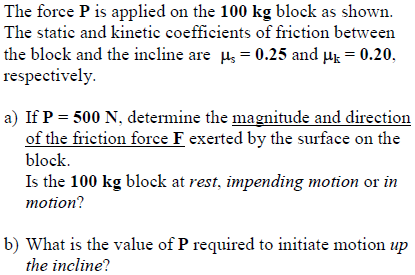 The force P is applied on the 100 kg block as shown.
The static and kinetic coefficients of friction between
the block and the incline are μs = 0.25 and μk = 0.20,
respectively.
a) If P = 500 N, determine the magnitude and direction
of the friction force F exerted by the surface on the
block.
Is the 100 kg block at rest, impending motion or in
motion?
b) What is the value of P required to initiate motion up
the incline?